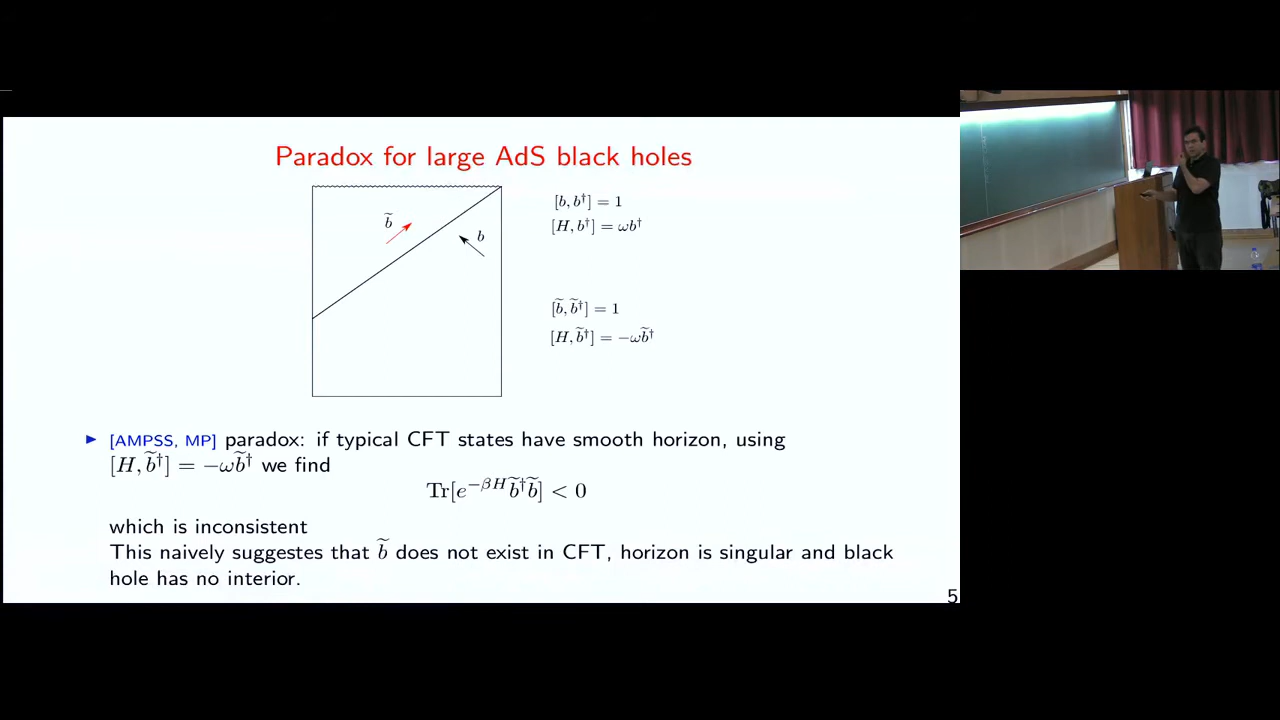 Paradox for large AdS black holes
b̃
b
[b, b†] = 1
[H, b†] = ωb†
[b̃, b̃†] = 1
[H, b̃†] = −ωb̃†
▶ [AMPSS, MP] paradox: if typical CFT states have smooth horizon, using
[H, b̃†] = −ωb̃† we find
Tr[e^{−βH} b̃†b̃] < 0
which is inconsistent
This naively suggests that b̃ does not exist in CFT, horizon is singular and black
hole has no interior.
5